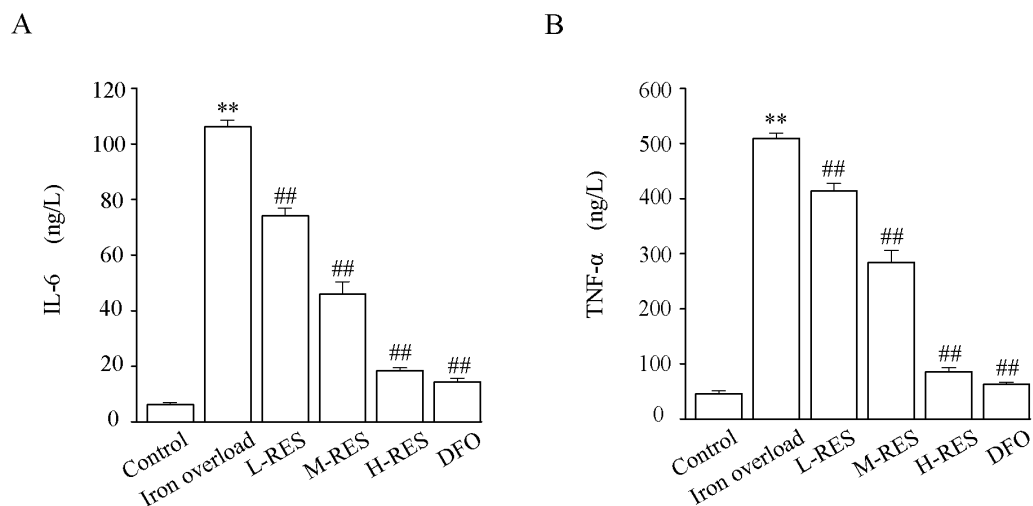 A
120
100
80
60
40
20
0
IL-6 (ng/L)
**
##
##
##
##
Control
Iron overload
L-RES
M-RES
H-RES
DFO
B
600
500
400
300
200
100
0
TNF-α (ng/L)
**
##
##
##
##
Control
Iron overload
L-RES
M-RES
H-RES
DFO